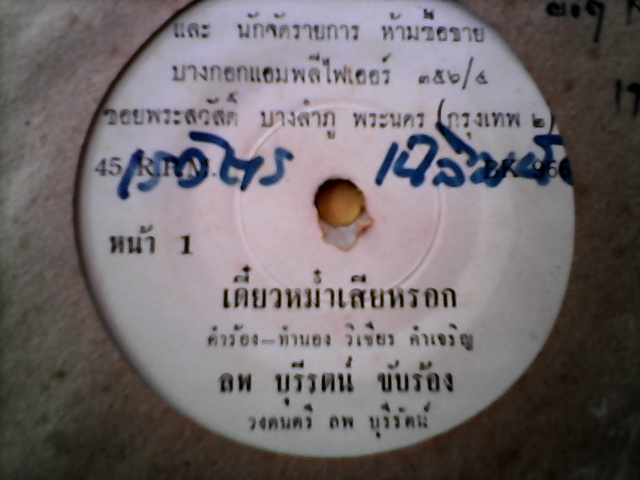 และ นักจัดรายการ ห้ามซื้อขาย
บางกอกแอมพลีไฟเออร์ ๓๕๖/๔
ซอยพระสวัสดิ์ บางลำภู พระนคร (กรุงเทพ ๒)
45 R.P.M. BK 966
หน้า 1
เดี๋ยวหม่ำเสียหรอก
คำร้อง-ทำนอง วิเชียร คำเจริญ
ลพ บุรีรตน์ ขับร้อง
วงดนตรี ลพ บุรีรัตน์